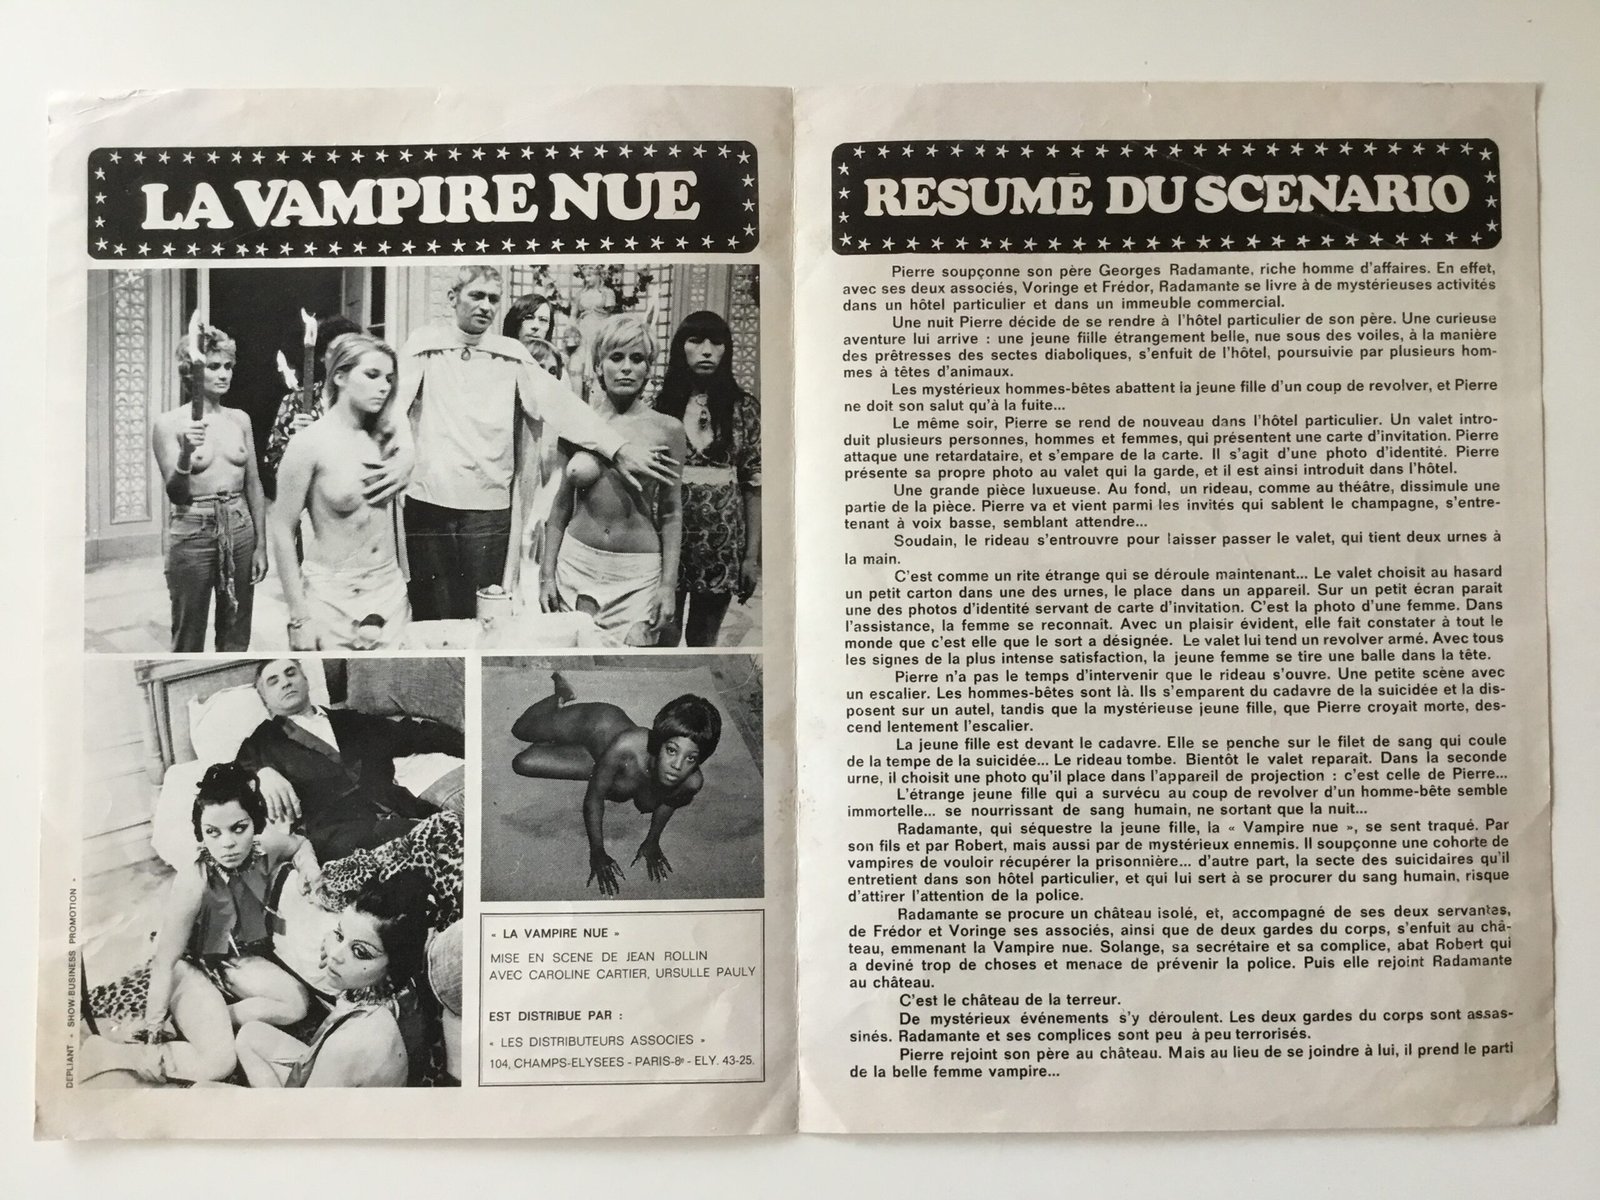 LA VAMPIRE NUE
« LA VAMPIRE NUE »
MISE EN SCENE DE JEAN ROLLIN
AVEC CAROLINE CARTIER, URSULLE PAULY
EST DISTRIBUE PAR :
« LES DISTRIBUTEURS ASSOCIES »
104, CHAMPS-ELYSEES - PARIS-8e - ELY. 43-25.
DEPLIANT « SHOW BUSINESS PROMOTION »
RESUMÉ DU SCENARIO
Pierre soupçonne son père Georges Radamante, riche homme d'affaires. En effet,
avec ses deux associés, Voringe et Frédor, Radamante se livre à de mystérieuses activités
dans un hôtel particulier et dans un immeuble commercial.
Une nuit Pierre décide de se rendre à l'hôtel particulier de son père. Une curieuse
aventure lui arrive : une jeune fiille étrangement belle, nue sous des voiles, à la manière
des prêtresses des sectes diaboliques, s'enfuit de l'hôtel, poursuivie par plusieurs hom-
mes à têtes d'animaux.
Les mystérieux hommes-bêtes abattent la jeune fille d'un coup de revolver, et Pierre
ne doit son salut qu'à la fuite...
Le même soir, Pierre se rend de nouveau dans l'hôtel particulier. Un valet intro-
duit plusieurs personnes, hommes et femmes, qui présentent une carte d'invitation. Pierre
attaque une retardataire, et s'empare de la carte. Il s'agit d'une photo d'identité. Pierre
présente sa propre photo au valet qui la garde, et il est ainsi introduit dans l'hôtel.
Une grande pièce luxueuse. Au fond, un rideau, comme au théâtre, dissimule une
partie de la pièce. Pierre va et vient parmi les invités qui sablent le champagne, s'entre-
tenant à voix basse, semblant attendre...
Soudain, le rideau s'entrouvre pour laisser passer le valet, qui tient deux urnes à
la main.
C'est comme un rite étrange qui se déroule maintenant... Le valet choisit au hasard
un petit carton dans une des urnes, le place dans un appareil. Sur un petit écran parait
une des photos d'identité servant de carte d'invitation. C'est la photo d'une femme. Dans
l'assistance, la femme se reconnait. Avec un plaisir évident, elle fait constater à tout le
monde que c'est elle que le sort a désignée. Le valet lui tend un revolver armé. Avec tous
les signes de la plus intense satisfaction, la jeune femme se tire une balle dans la tête.
Pierre n'a pas le temps d'intervenir que le rideau s'ouvre. Une petite scène avec
un escalier. Les hommes-bêtes sont là. Ils s'emparent du cadavre de la suicidée et la dis-
posent sur un autel, tandis que la mystérieuse jeune fille, que Pierre croyait morte, des-
cend lentement l'escalier.
La jeune fille est devant le cadavre. Elle se penche sur le filet de sang qui coule
de la tempe de la suicidée... Le rideau tombe. Bientôt le valet reparait. Dans la seconde
urne, il choisit une photo qu'il place dans l'appareil de projection : c'est celle de Pierre...
L'étrange jeune fille qui a survécu au coup de revolver d'un homme-bête semble
immortelle... se nourrissant de sang humain, ne sortant que la nuit...
Radamante, qui séquestre la jeune fille, la « Vampire nue », se sent traqué. Par
son fils et par Robert, mais aussi par de mystérieux ennemis. Il soupçonne une cohorte de
vampires de vouloir récupérer la prisonnière... d'autre part, la secte des suicidaires qu'il
entretient dans son hôtel particulier, et qui lui sert à se procurer du sang humain, risque
d'attirer l'attention de la police.
Radamante se procure un château isolé, et, accompagné de ses deux servantes,
de Frédor et Voringe ses associés, ainsi que de deux gardes du corps, s'enfuit au châ-
teau, emmenant la Vampire nue. Solange, sa secrétaire et sa complice, abat Robert qui
a deviné trop de choses et menace de prévenir la police. Puis elle rejoint Radamante
au château.
C'est le château de la terreur.
De mystérieux événements s'y déroulent. Les deux gardes du corps sont assas-
sinés. Radamante et ses complices sont peu à peu terrorisés.
Pierre rejoint son père au château. Mais au lieu de se joindre à lui, il prend le parti
de la belle femme vampire...